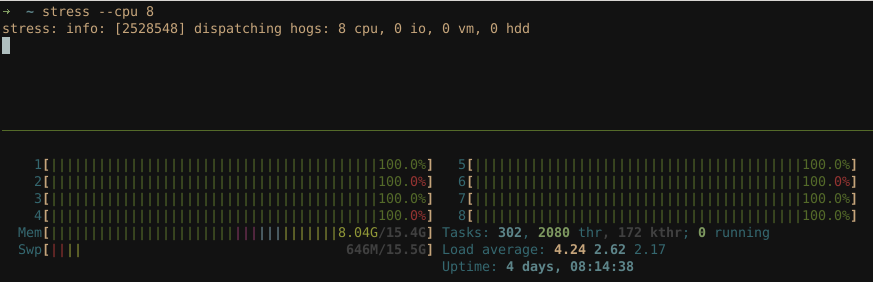 → ~ stress --cpu 8
stress: info: [2528548] dispatching hogs: 8 cpu, 0 io, 0 vm, 0 hdd
1[||||||||||||||||||||||||||||||||||||||||100.0%] 5[||||||||||||||||||||||||||||||||||||||||100.0%]
2[||||||||||||||||||||||||||||||||||||||||100.0%] 6[||||||||||||||||||||||||||||||||||||||||100.0%]
3[||||||||||||||||||||||||||||||||||||||||100.0%] 7[||||||||||||||||||||||||||||||||||||||||100.0%]
4[||||||||||||||||||||||||||||||||||||||||100.0%] 8[||||||||||||||||||||||||||||||||||||||||100.0%]
Mem[|||||||||||||||||||||||||||||||||||8.04G/15.4G] Tasks: 302, 2080 thr, 172 kthr; 0 running
Swp[|||| 646M/15.5G] Load average: 4.24 2.62 2.17
Uptime: 4 days, 08:14:38